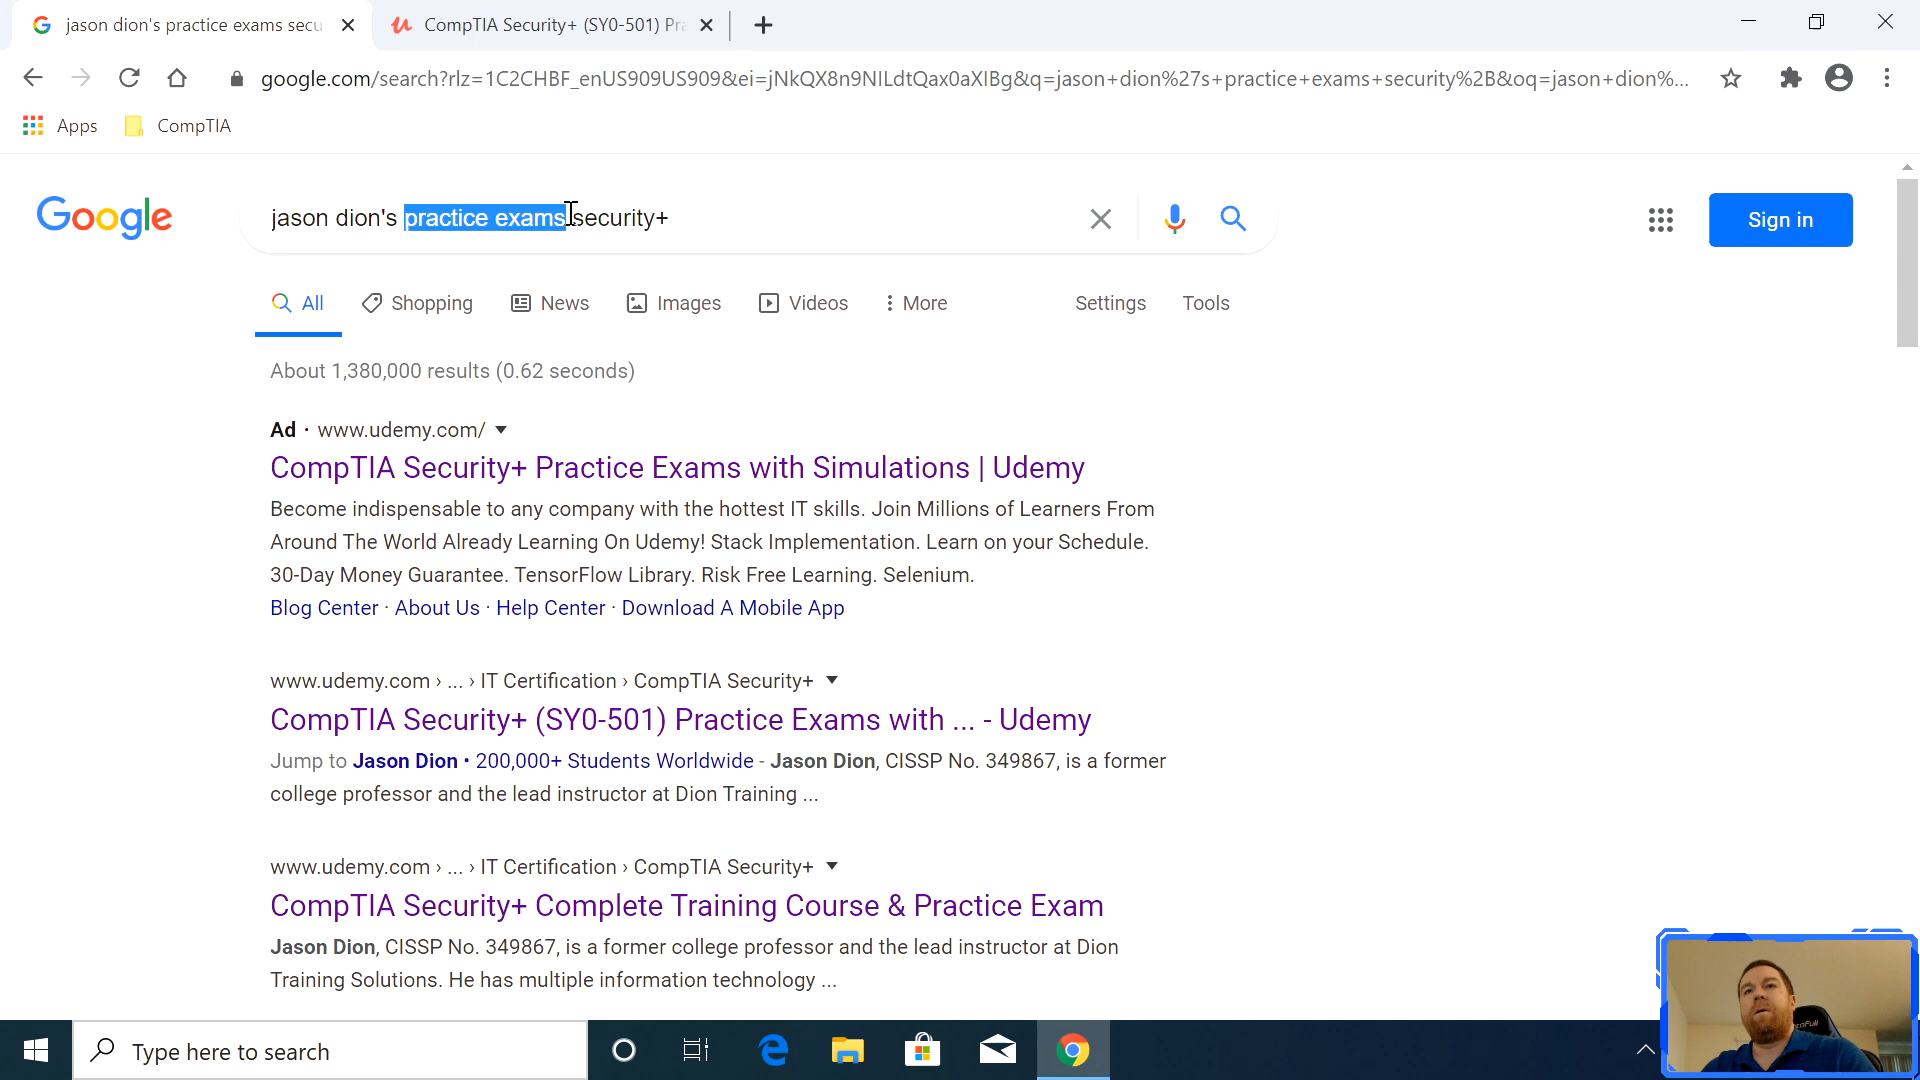 jason dion's practice exams secu
CompTIA Security+ (SY0-501) Pra
google.com/search?rlz=1C2CHBF_enUS909US909&ei=jNkQX8n9NILdtQax0aXIBg&q=jason+dion%27s+practice+exams+security%2B&oq=jason+dion%...
Apps
CompTIA
Google
jason dion's practice exams security+
Sign in
All
Shopping
News
Images
Videos
More
Settings
Tools
About 1,380,000 results (0.62 seconds)
Ad · www.udemy.com/
CompTIA Security+ Practice Exams with Simulations | Udemy
Become indispensable to any company with the hottest IT skills. Join Millions of Learners From
Around The World Already Learning On Udemy! Stack Implementation. Learn on your Schedule.
30-Day Money Guarantee. TensorFlow Library. Risk Free Learning. Selenium.
Blog Center · About Us · Help Center · Download A Mobile App
www.udemy.com › ... › IT Certification › CompTIA Security+
CompTIA Security+ (SY0-501) Practice Exams with ... - Udemy
Jump to Jason Dion • 200,000+ Students Worldwide - Jason Dion, CISSP No. 349867, is a former
college professor and the lead instructor at Dion Training ...
www.udemy.com › ... › IT Certification › CompTIA Security+
CompTIA Security+ Complete Training Course & Practice Exam
Jason Dion, CISSP No. 349867, is a former college professor and the lead instructor at Dion
Training Solutions. He has multiple information technology ...
Type here to search